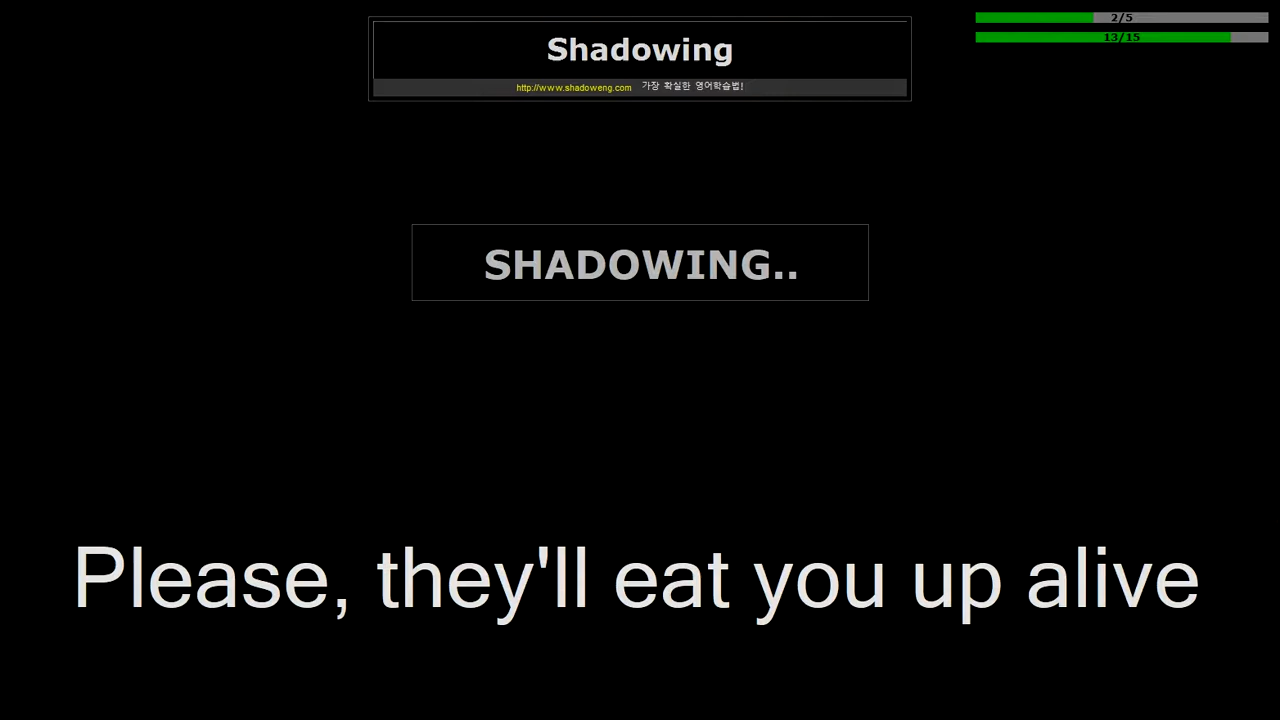 Shadowing
http://www.shadoweng.com 가장 확실한 영어학습법!
2/5
13/15
SHADOWING..
Please, they'll eat you up alive